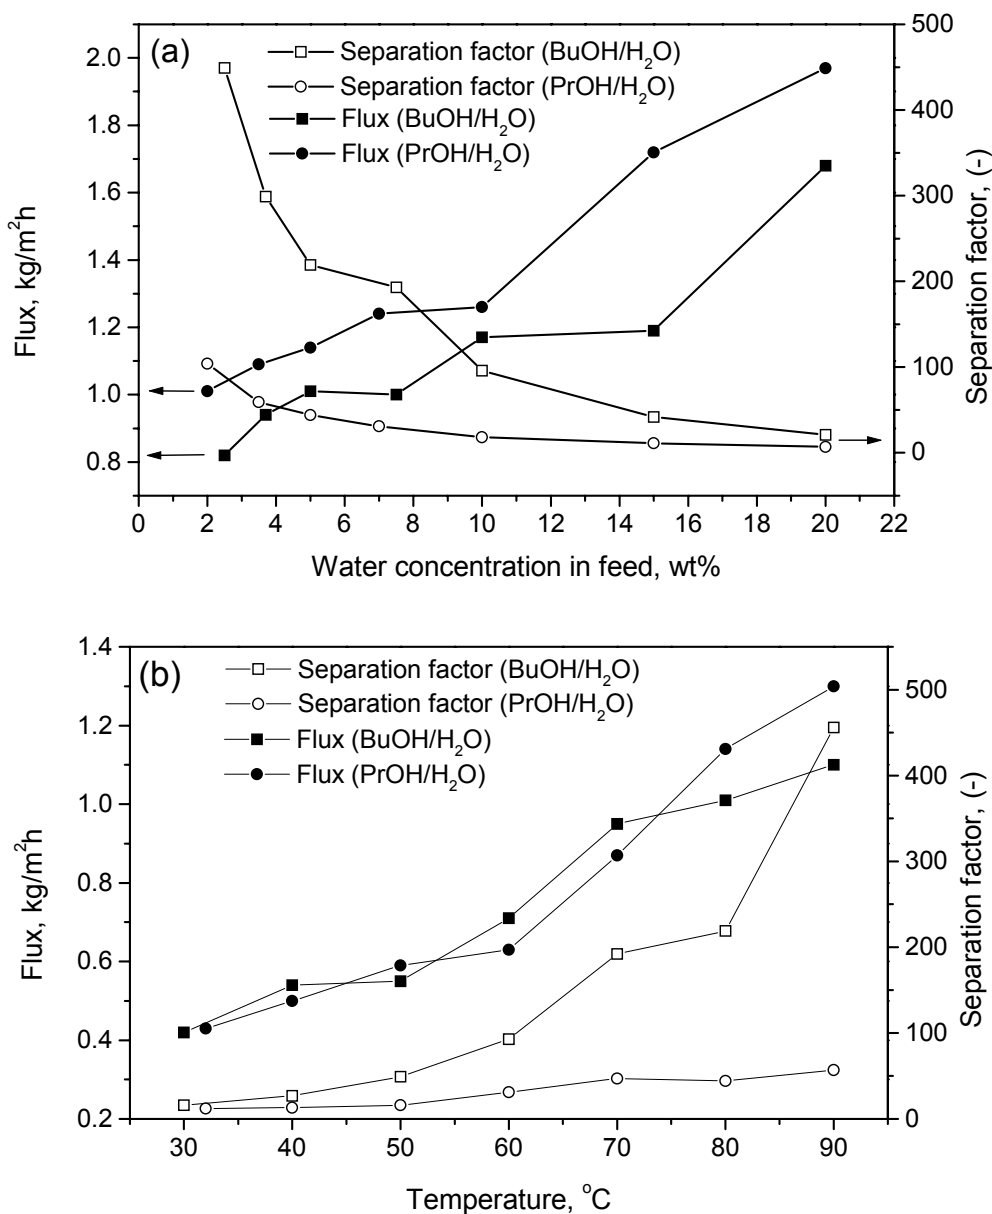 (a)
Separation factor (BuOH/H₂O)
Separation factor (PrOH/H₂O)
Flux (BuOH/H₂O)
Flux (PrOH/H₂O)
2.0
1.8
1.6
1.4
1.2
1.0
0.8
Flux, kg/m²h
500
400
300
200
100
0
Separation factor, (-)
0 2 4 6 8 10 12 14 16 18 20 22
Water concentration in feed, wt%
(b)
Separation factor (BuOH/H₂O)
Separation factor (PrOH/H₂O)
Flux (BuOH/H₂O)
Flux (PrOH/H₂O)
1.4
1.2
1.0
0.8
0.6
0.4
0.2
Flux, kg/m²h
500
400
300
200
100
0
Separation factor, (-)
30 40 50 60 70 80 90
Temperature, °C